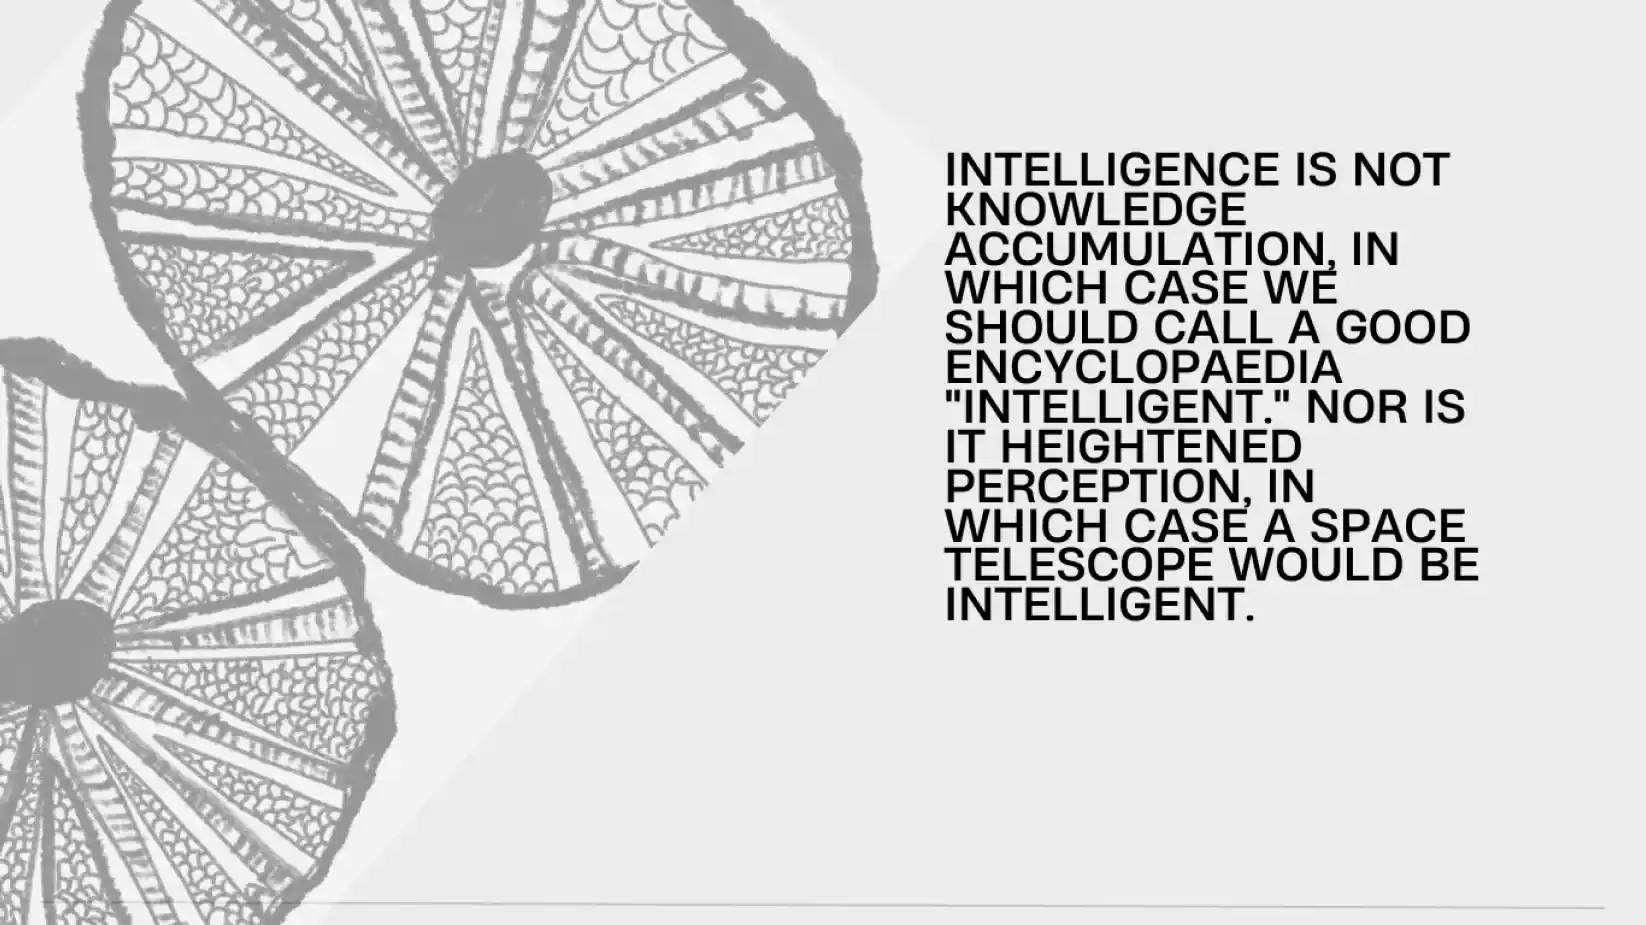 INTELLIGENCE IS NOT
KNOWLEDGE
ACCUMULATION, IN
WHICH CASE WE
SHOULD CALL A GOOD
ENCYCLOPAEDIA
"INTELLIGENT." NOR IS
IT HEIGHTENED
PERCEPTION, IN
WHICH CASE A SPACE
TELESCOPE WOULD BE
INTELLIGENT.